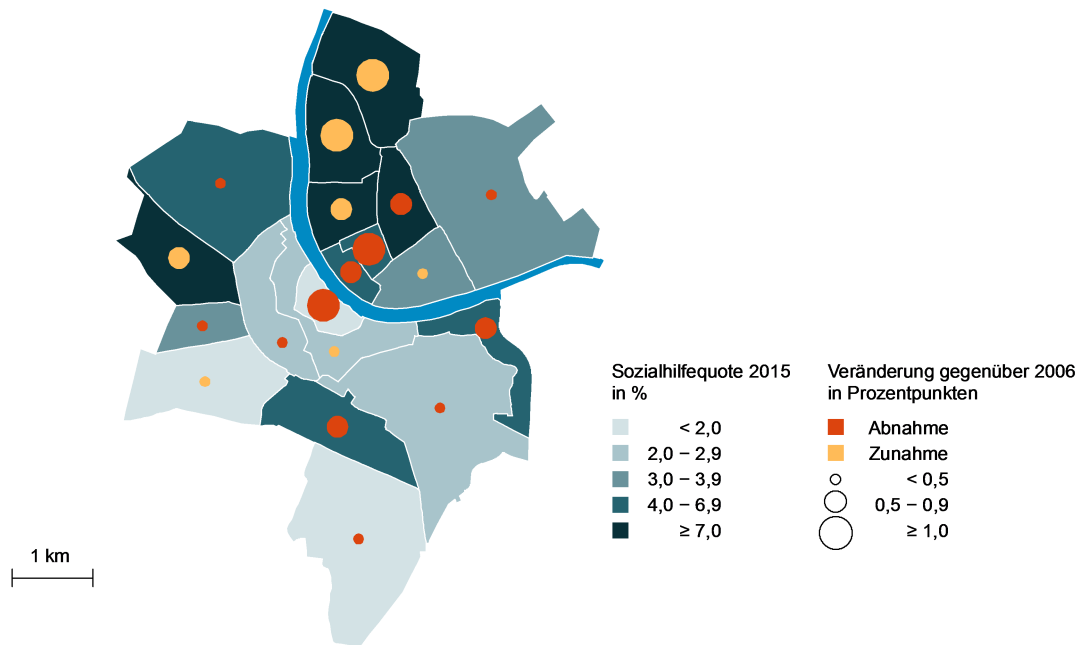 Sozialhilfequote 2015
in %
< 2,0
2,0 – 2,9
3,0 – 3,9
4,0 – 6,9
≥ 7,0
Veränderung gegenüber 2006
in Prozentpunkten
Abnahme
Zunahme
< 0,5
0,5 – 0,9
≥ 1,0
1 km